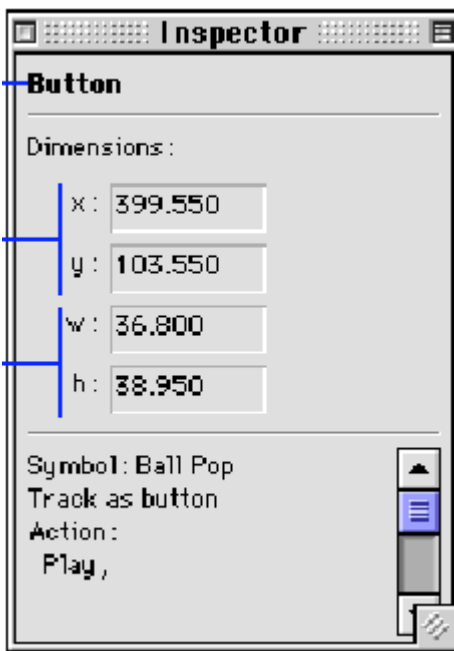 Inspector
Button
Dimensions:
x: 399.550
y: 103.550
w: 36.800
h: 38.950
Symbol: Ball Pop
Track as button
Action:
Play,